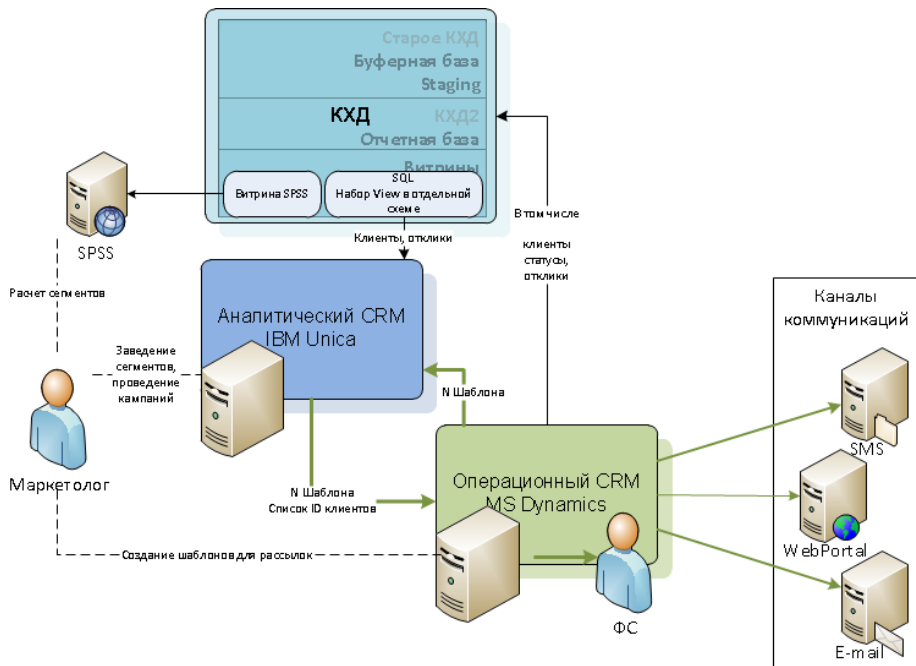 Старое КХД
Буферная база
Staging
КХД
КХД2
Отчетная база
Витрины
Витрина SPSS
SQL
Набор View в отдельной
схеме
SPSS
Клиенты, отклики
В том числе
клиенты
статусы,
отклики
Расчет сегментов
Аналитический CRM
IBM Unica
Каналы
коммуникаций
Заведение
сегментов,
проведение
кампаний
N Шаблона
SMS
Маркетолог
N Шаблона
Список ID клиентов
Операционный CRM
MS Dynamics
WebPortal
Создание шаблонов для рассылок
ФС
E-mail